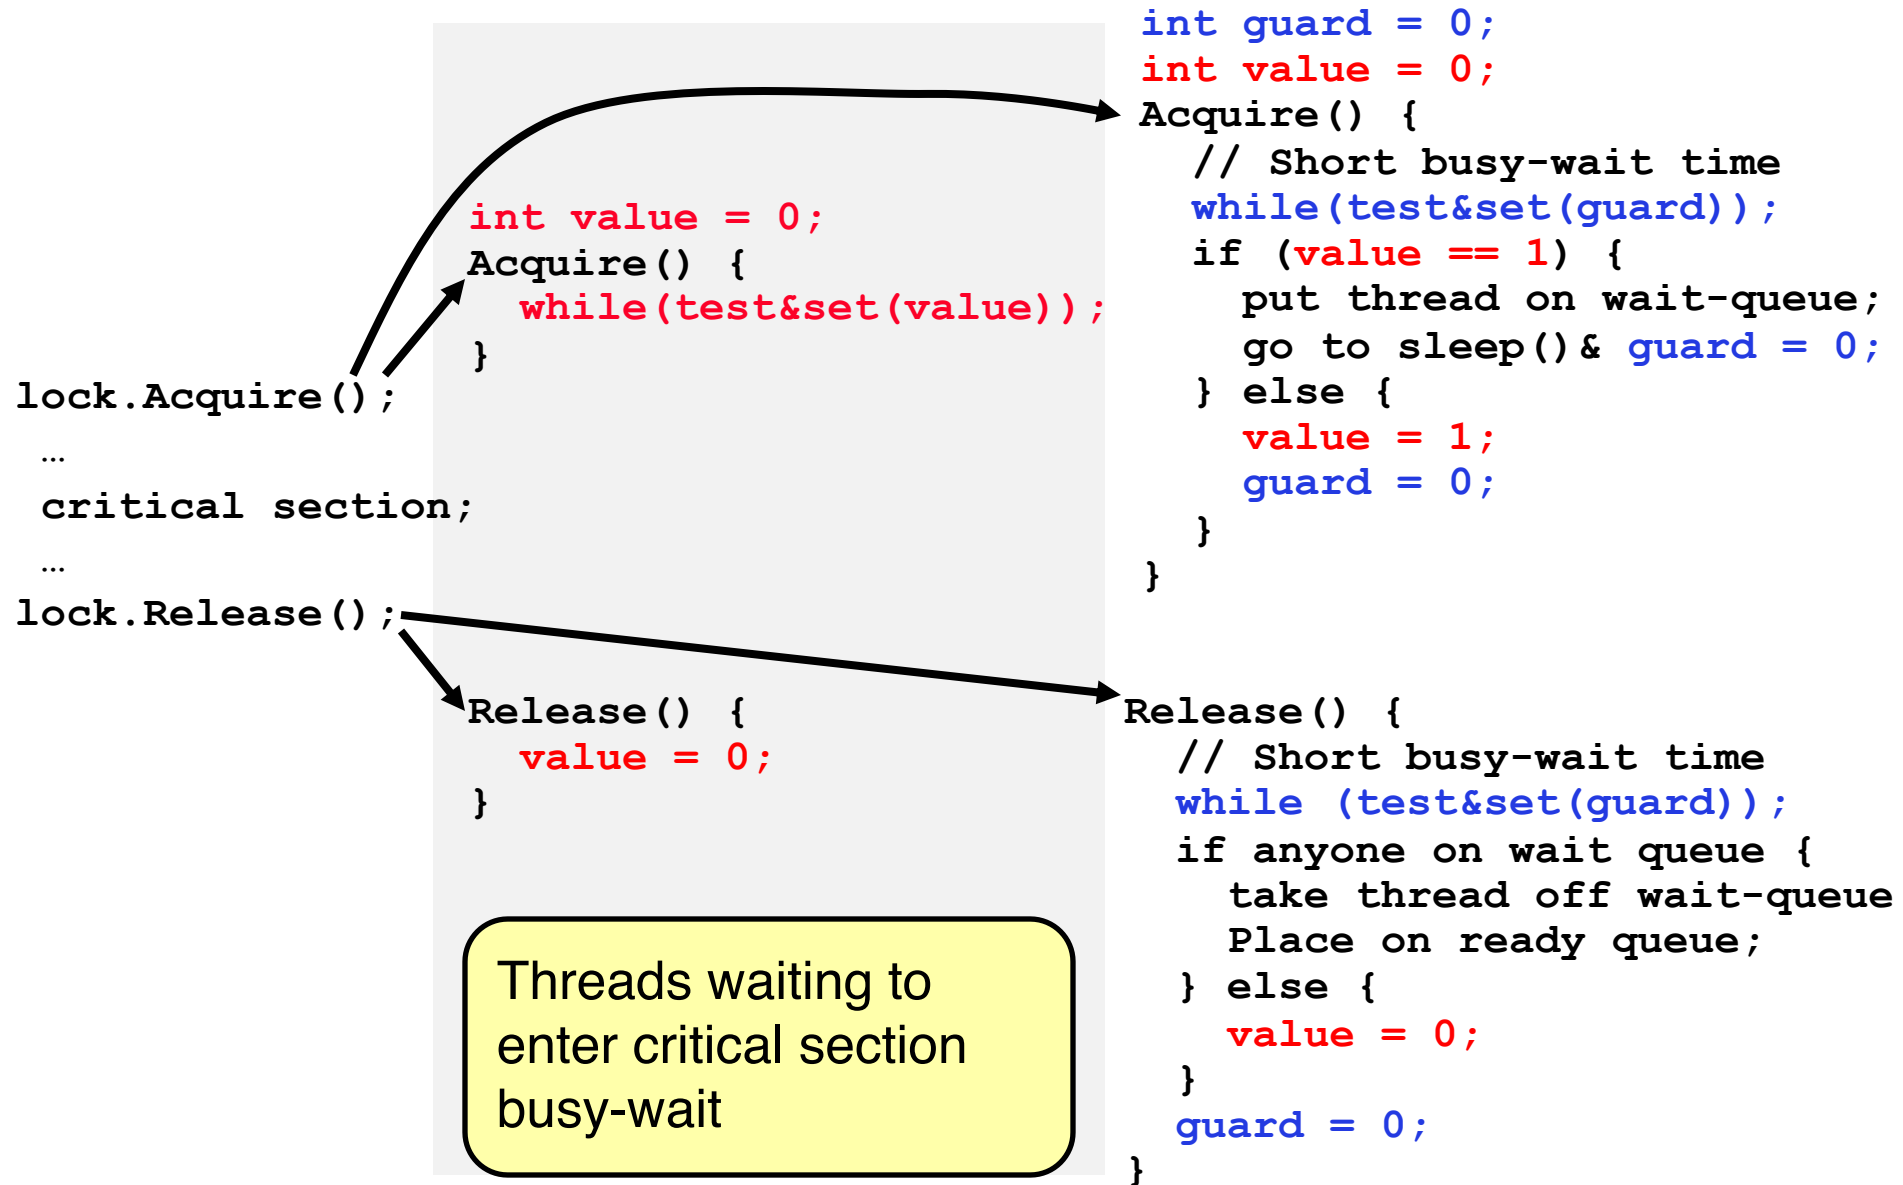 lock.Acquire();
…
critical section;
…
lock.Release();
int value = 0;
Acquire() {
while(test&set(value));
}
Release() {
value = 0;
}
Threads waiting to
enter critical section
busy-wait
int guard = 0;
int value = 0;
Acquire() {
// Short busy-wait time
while(test&set(guard));
if (value == 1) {
put thread on wait-queue;
go to sleep()& guard = 0;
} else {
value = 1;
guard = 0;
}
}
Release() {
// Short busy-wait time
while (test&set(guard));
if anyone on wait queue {
take thread off wait-queue
Place on ready queue;
} else {
value = 0;
}
guard = 0;
}